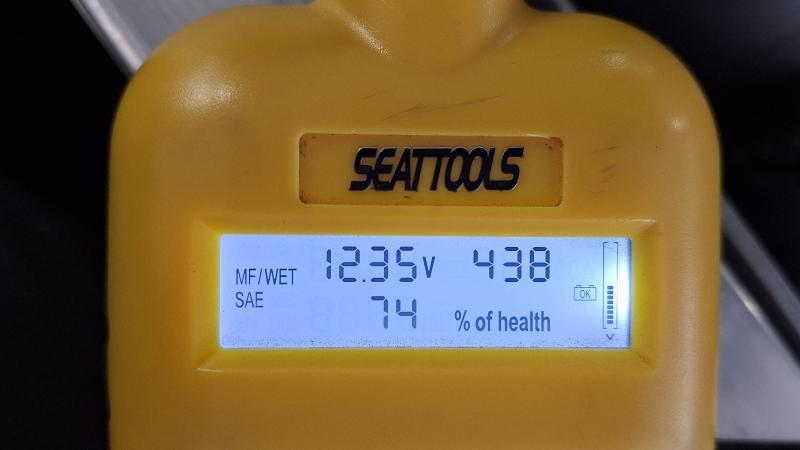 SEATTOOLS
MF/WET 12.35V 438
SAE 74 % of health
OK